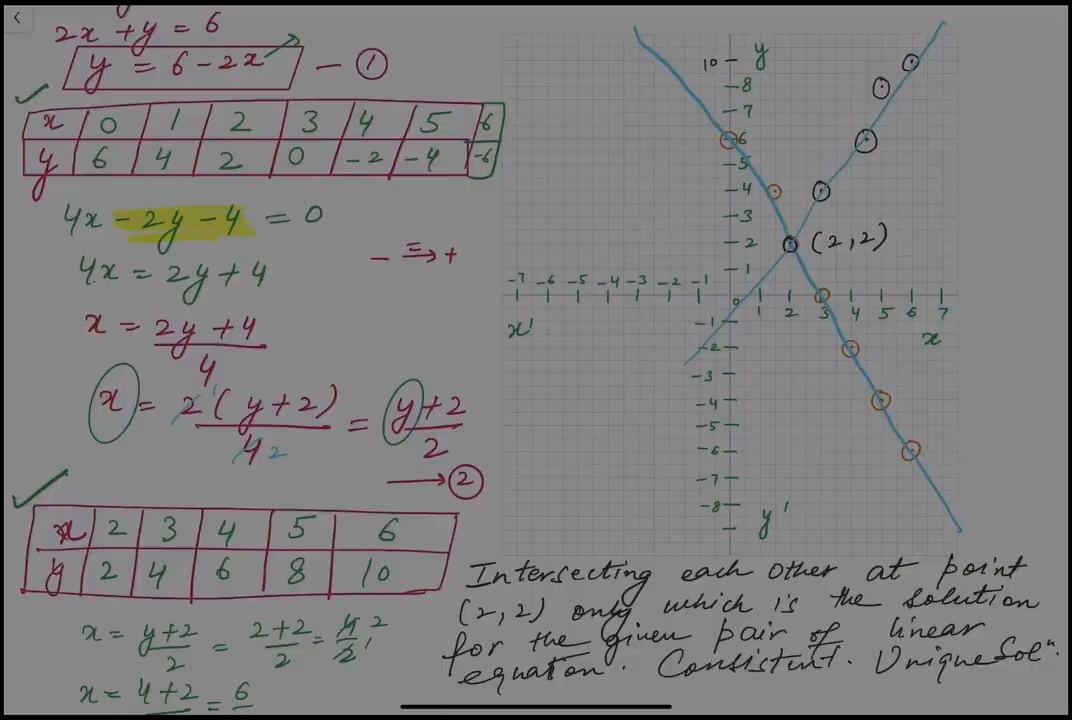 2x + y = 6
y = 6 - 2x — ①
x 0 1 2 3 4 5 6
y 6 4 2 0 -2 -4 -6
4x - 2y - 4 = 0
- ⇒ +
4x = 2y + 4
x = 2y + 4
4
x = 2 ( y + 2 ) = y + 2
4 2 2
→ ②
x 2 3 4 5 6
y 2 4 6 8 10
x = y + 2 = 2 + 2 = 4 2
2 2 2
x = 4 + 2 = 6
y
10
8
7
6
5
4
3
2 (2,2)
1
-7 -6 -5 -4 -3 -2 -1 0 1 2 3 4 5 6 7
x' x
-1
-2
-3
-4
-5
-6
-7
-8
y'
Intersecting each other at point
(2,2) only which is the solution
for the given pair of linear
equation. Consistent. Unique Solⁿ.